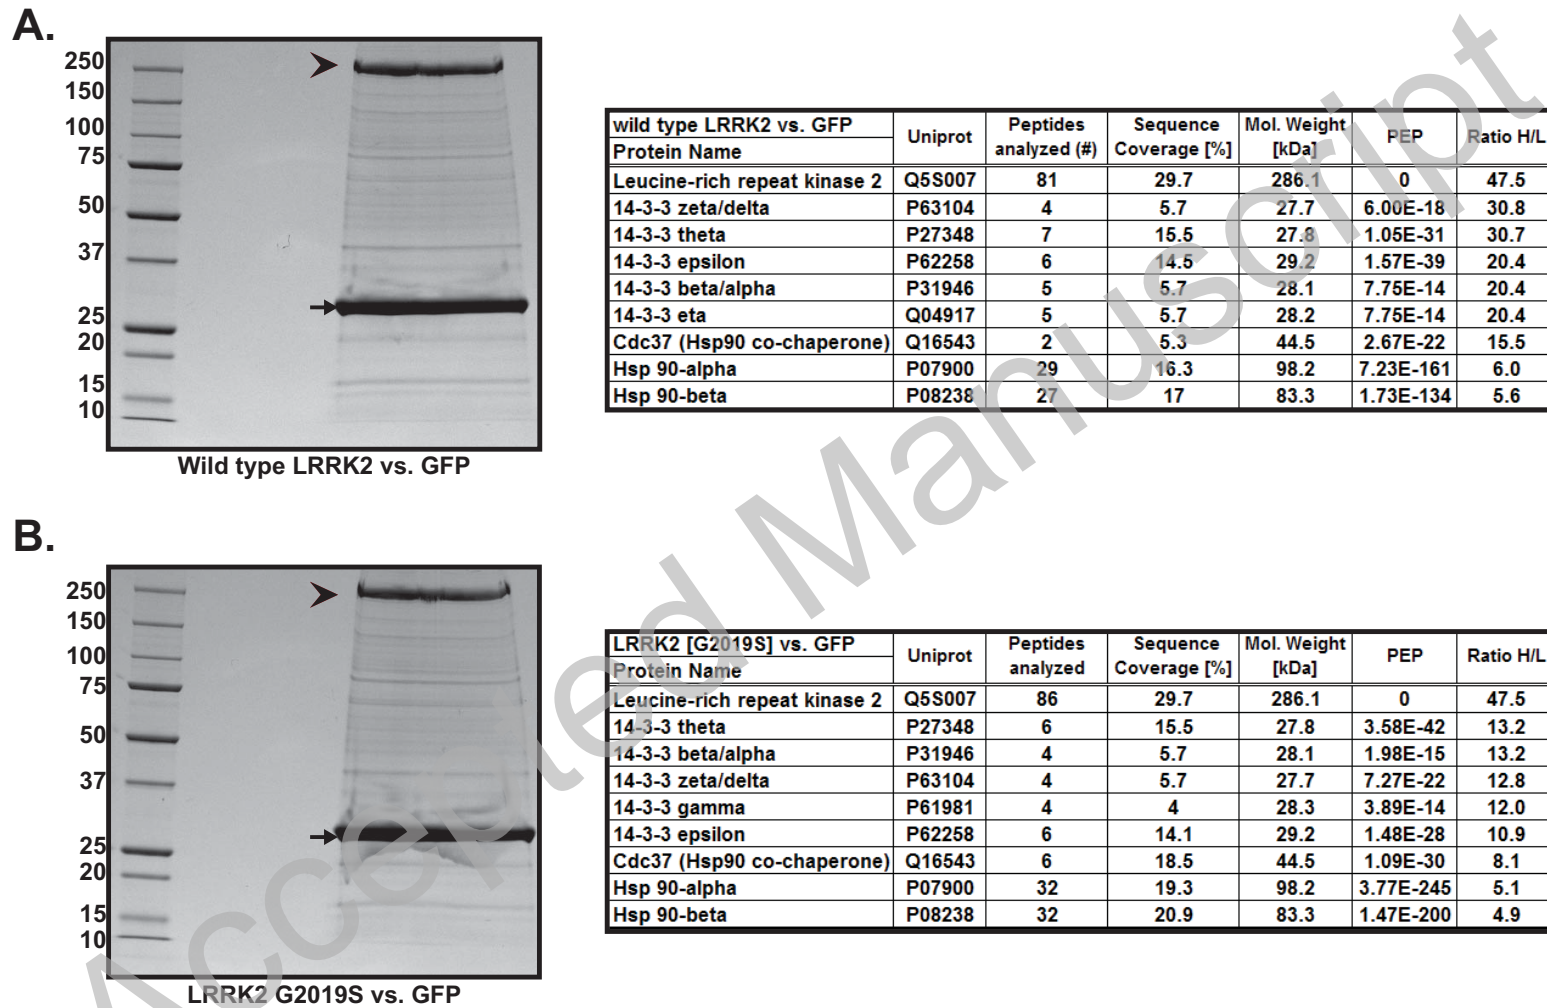 A.
250
150
100
75
50
37
25
20
15
10
Wild type LRRK2 vs. GFP
wild type LRRK2 vs. GFP
Protein Name Uniprot Peptides analyzed (#) Sequence Coverage [%] Mol. Weight [kDa] PEP Ratio H/L
Leucine-rich repeat kinase 2 Q5S007 81 29.7 286.1 0 47.5
14-3-3 zeta/delta P63104 4 5.7 27.7 6.00E-18 30.8
14-3-3 theta P27348 7 15.5 27.8 1.05E-31 30.7
14-3-3 epsilon P62258 6 14.5 29.2 1.57E-39 20.4
14-3-3 beta/alpha P31946 5 5.7 28.1 7.75E-14 20.4
14-3-3 eta Q04917 5 5.7 28.2 7.75E-14 20.4
Cdc37 (Hsp90 co-chaperone) Q16543 2 5.3 44.5 2.67E-22 15.5
Hsp 90-alpha P07900 29 16.3 98.2 7.23E-161 6.0
Hsp 90-beta P08238 27 17 83.3 1.73E-134 5.6
B.
250
150
100
75
50
37
25
20
15
10
LRRK2 G2019S vs. GFP
LRRK2 [G2019S] vs. GFP
Protein Name Uniprot Peptides analyzed Sequence Coverage [%] Mol. Weight [kDa] PEP Ratio H/L
Leucine-rich repeat kinase 2 Q5S007 86 29.7 286.1 0 47.5
14-3-3 theta P27348 6 15.5 27.8 3.58E-42 13.2
14-3-3 beta/alpha P31946 4 5.7 28.1 1.98E-15 13.2
14-3-3 zeta/delta P63104 4 5.7 27.7 7.27E-22 12.8
14-3-3 gamma P61981 4 4 28.3 3.89E-14 12.0
14-3-3 epsilon P62258 6 14.1 29.2 1.48E-28 10.9
Cdc37 (Hsp90 co-chaperone) Q16543 6 18.5 44.5 1.09E-30 8.1
Hsp 90-alpha P07900 32 19.3 98.2 3.77E-245 5.1
Hsp 90-beta P08238 32 20.9 83.3 1.47E-200 4.9
Accepted Manuscript